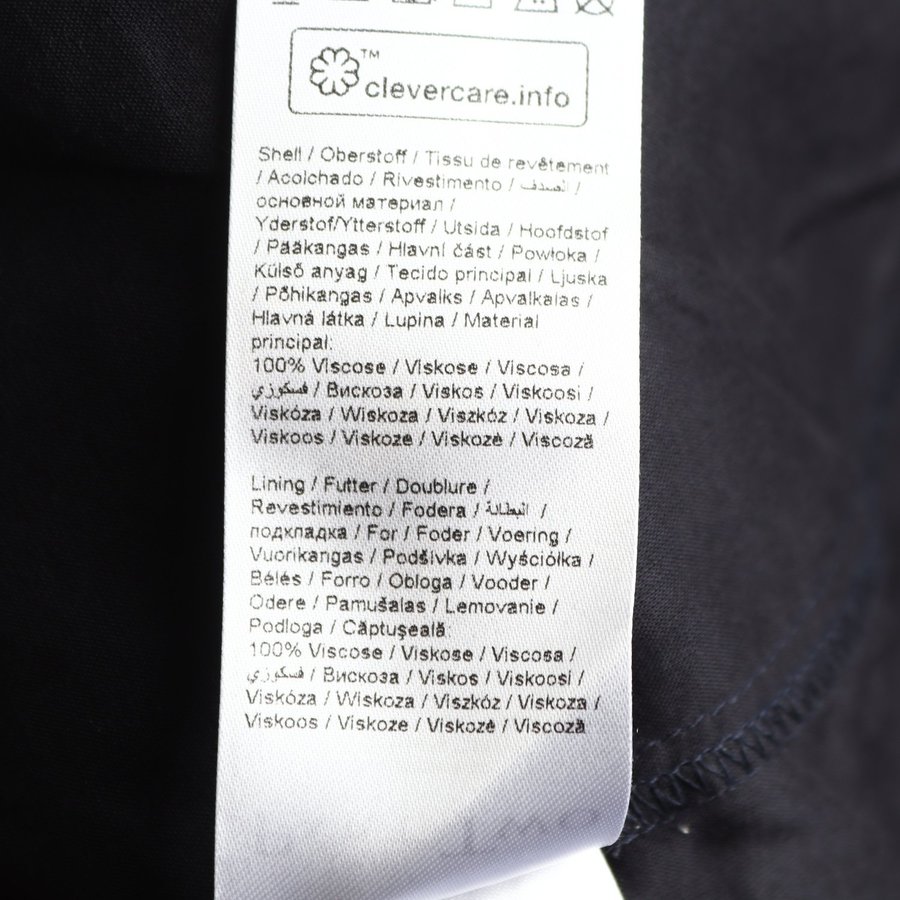 ™
clevercare.info
Shell / Oberstoff / Tissu de revêtement
/ Acolchado / Rivestimento / الصدف /
основной материал /
Yderstof/Ytterstoff / Utsida / Hoofdstof
/ Pääkangas / Hlavní část / Powłoka /
Külső anyag / Tecido principal / Ljuska
/ Põhikangas / Apvalks / Apvalkalas /
Hlavná látka / Lupina / Material
principal:
100% Viscose / Viskose / Viscosa /
فسكوزي / Вискоза / Viskos / Viskoosi /
Viskóza / Wiskoza / Viszkóz / Viskoza /
Viskoos / Viskoze / Viskozė / Viscoză
Lining / Futter / Doublure /
Revestimiento / Fodera / البطالة /
подкладка / For / Foder / Voering /
Vuorikangas / Podšívka / Wyściółka /
Bélés / Forro / Obloga / Vooder /
Odere / Pamušalas / Lemovanie /
Podloga / Căptuşeală:
100% Viscose / Viskose / Viscosa /
فسكوزي / Вискоза / Viskos / Viskoosi /
Viskóza / Wiskoza / Viszkóz / Viskoza /
Viskoos / Viskoze / Viskozė / Viscoză